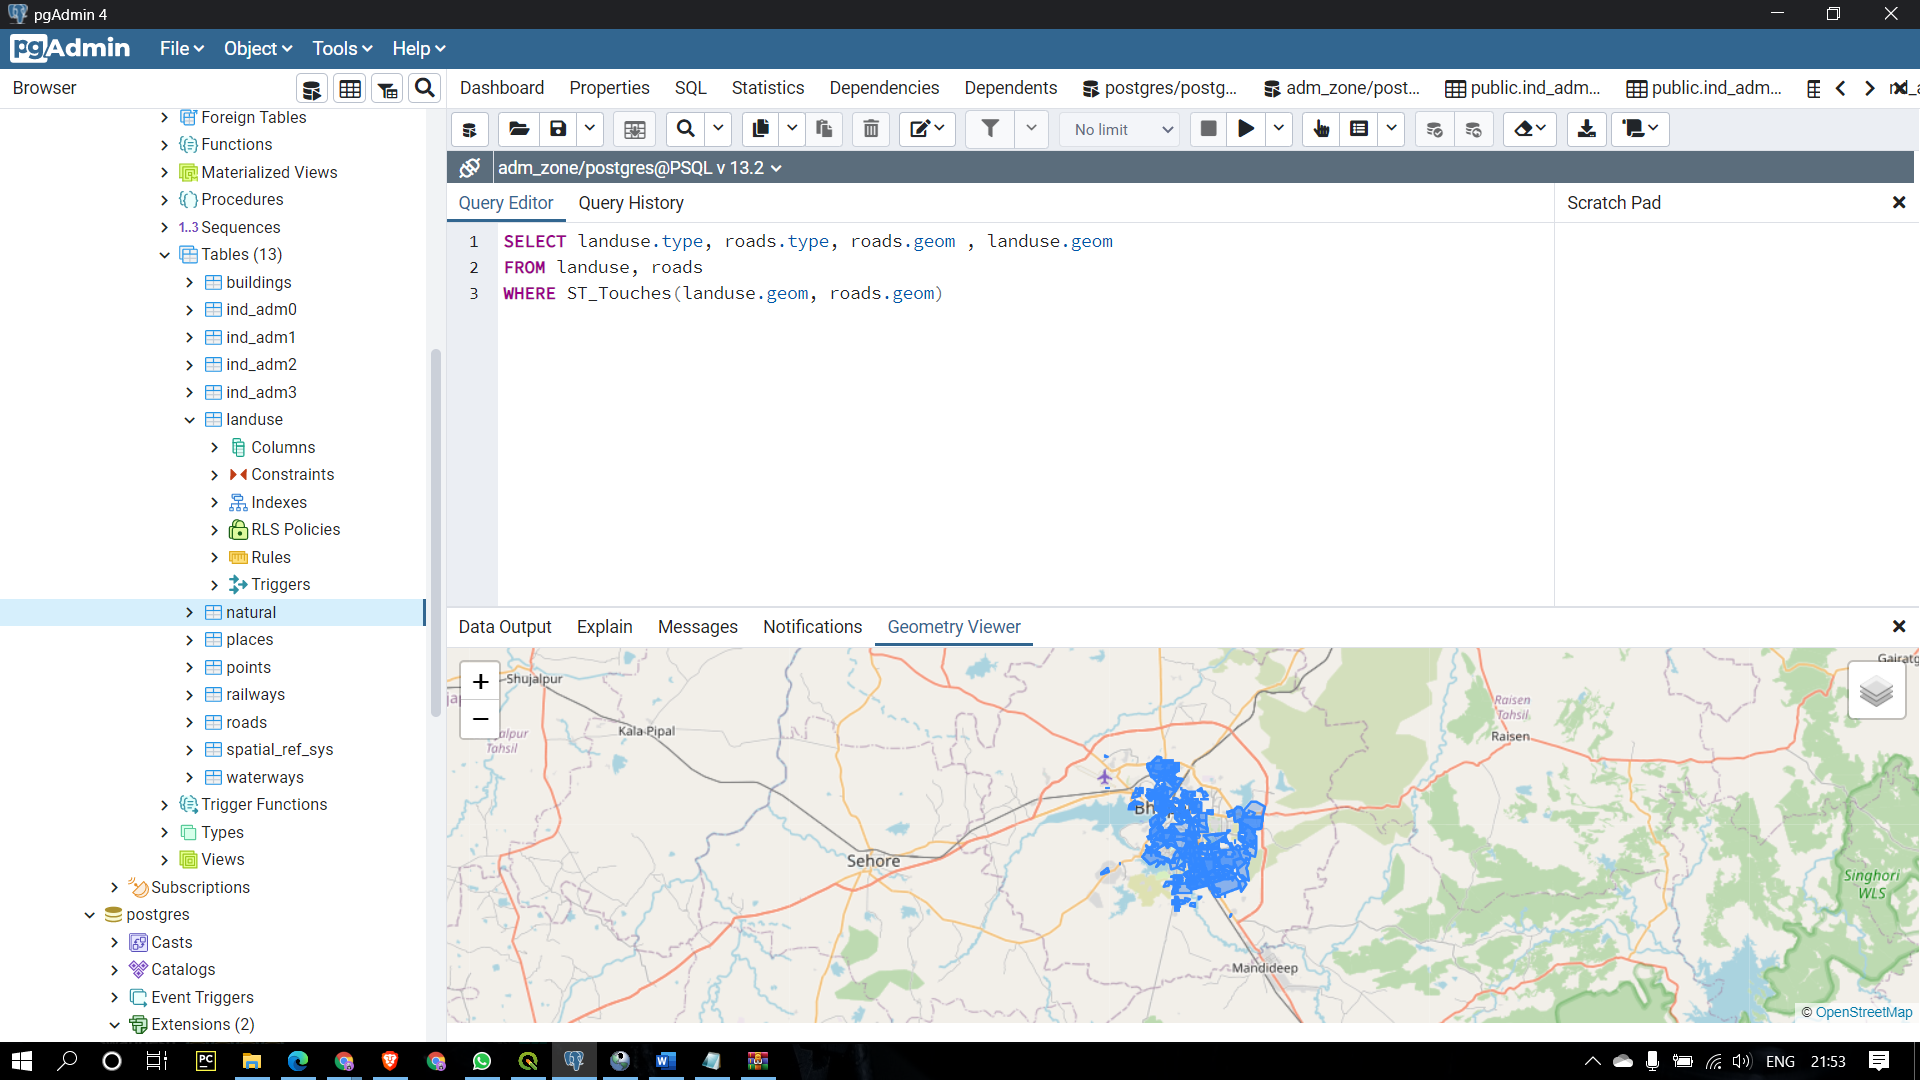 pgAdmin 4
pgAdmin File Object Tools Help
Browser
Dashboard Properties SQL Statistics Dependencies Dependents postgres/postg... adm_zone/post... public.ind_adm... public.ind_adm...
No limit
adm_zone/postgres@PSQL v 13.2
Query Editor Query History
Scratch Pad
1 SELECT landuse.type, roads.type, roads.geom , landuse.geom
2 FROM landuse, roads
3 WHERE ST_Touches(landuse.geom, roads.geom)
Foreign Tables
Functions
Materialized Views
Procedures
1..3 Sequences
Tables (13)
buildings
ind_adm0
ind_adm1
ind_adm2
ind_adm3
landuse
Columns
Constraints
Indexes
RLS Policies
Rules
Triggers
natural
places
points
railways
roads
spatial_ref_sys
waterways
Trigger Functions
Types
Views
Subscriptions
postgres
Casts
Catalogs
Event Triggers
Extensions (2)
Data Output Explain Messages Notifications Geometry Viewer
+
−
Shujalpur
Tahsil
Kala Pipal
Sehore
Bh
Mandideep
Raisen
Tahsil
Raisen
Gairatg
Singhori
WLS
© OpenStreetMap
PC
ENG 21:53